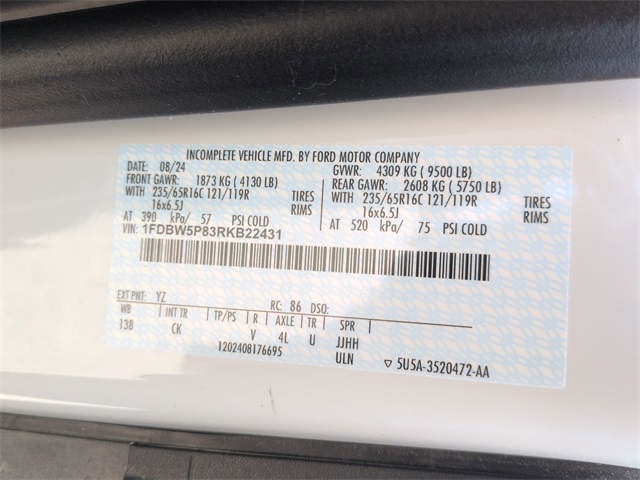 INCOMPLETE VEHICLE MFD. BY FORD MOTOR COMPANY
DATE: 08/24 GVWR: 4309 KG ( 9500 LB)
FRONT GAWR: 1873 KG ( 4130 LB) REAR GAWR: 2608 KG ( 5750 LB)
WITH 235/65R16C 121/119R TIRES WITH 235/65R16C 121/119R TIRES
16x6.5J RIMS 16x6.5J RIMS
AT 390 kPa/ 57 PSI COLD AT 520 kPa/ 75 PSI COLD
VIN: 1FDBW5P83RKB22431
EXT PNT: YZ RC: 86 DSO:
WB INT TR TP/PS R AXLE TR SPR
138 CK V 4L U JJHH
1202408176695 ULN ▽ 5U5A-3520472-AA